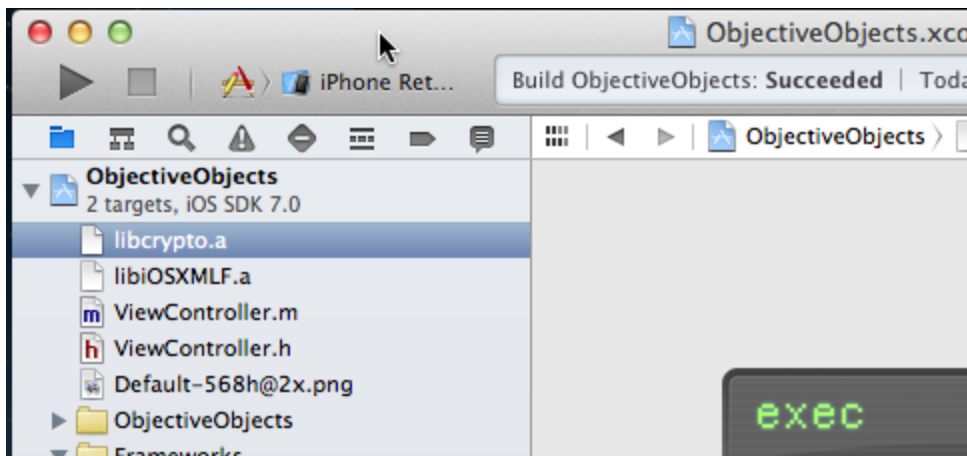 ObjectiveObjects.xco
iPhone Ret...
Build ObjectiveObjects: Succeeded | Toda
ObjectiveObjects
ObjectiveObjects
2 targets, iOS SDK 7.0
libcrypto.a
libiOSXMLF.a
m ViewController.m
h ViewController.h
Default-568h@2x.png
ObjectiveObjects
Frameworks
exec